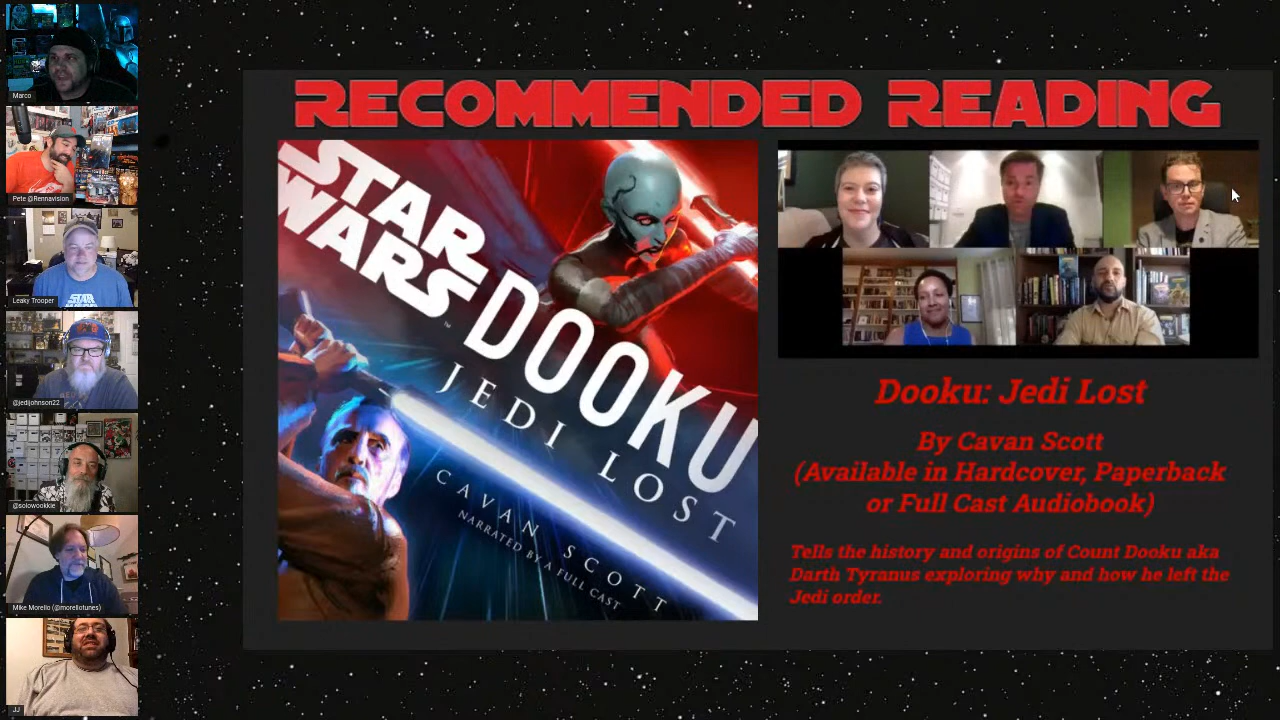 Marco
Pete @Rennavision
Leaky Trooper
STAR
WARS
@jedijohnson22
@solowookkie
Mike Morello (@morellotunes)
JJ
RECOMMENDED READING
STAR
WARS
DOOKU
JEDI LOST
CAVAN SCOTT
NARRATED BY A FULL CAST
Dooku: Jedi Lost
By Cavan Scott
(Available in Hardcover, Paperback
or Full Cast Audiobook)
Tells the history and origins of Count Dooku aka
Darth Tyranus exploring why and how he left the
Jedi order.